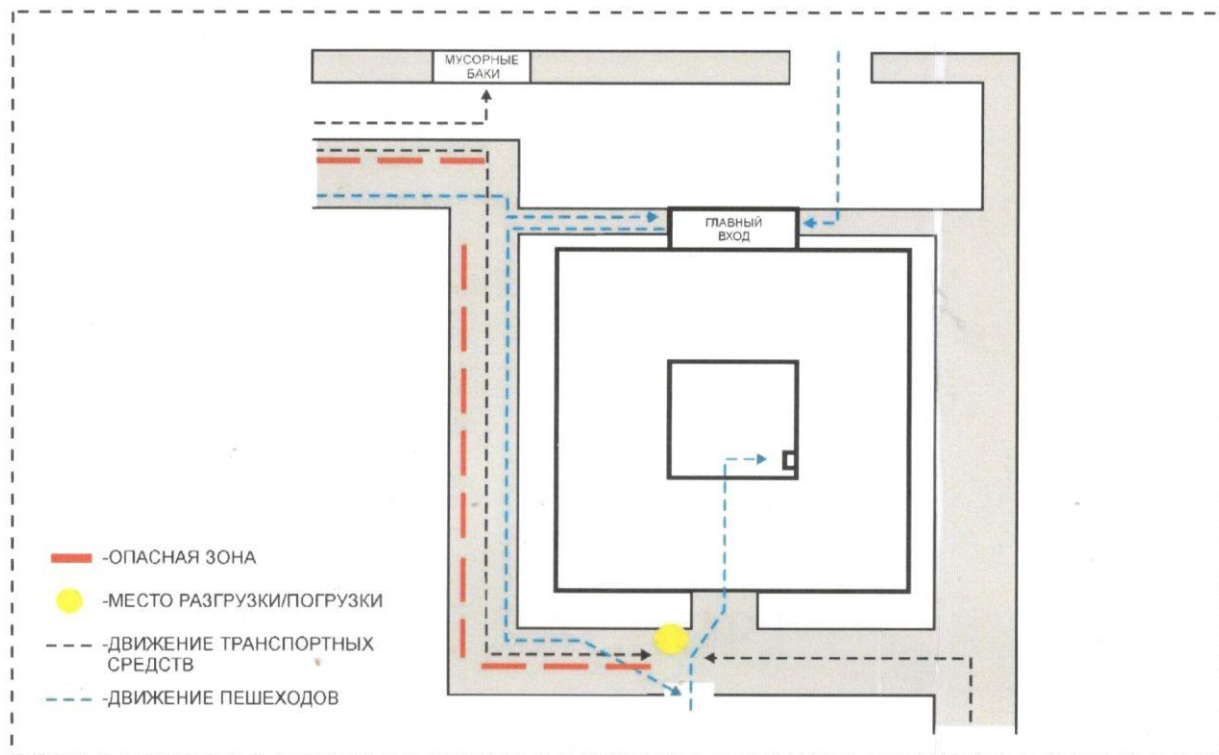 МУСОРНЫЕ
БАКИ
ГЛАВНЫЙ
ВХОД
-ОПАСНАЯ ЗОНА
-МЕСТО РАЗГРУЗКИ/ПОГРУЗКИ
-ДВИЖЕНИЕ ТРАНСПОРТНЫХ
СРЕДСТВ
-ДВИЖЕНИЕ ПЕШЕХОДОВ